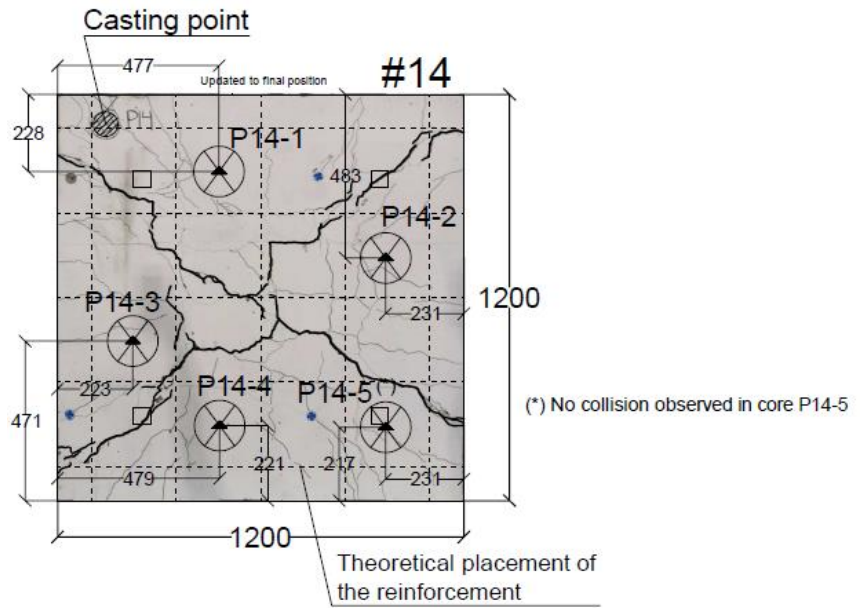 Casting point
477
Updated to final position
#14
P14
228
P14-1
483
P14-2
1200
P14-3
231
223
P14-4
P14-5
( )
(*) No collision observed in core P14-5
471
479
221
217
231
1200
Theoretical placement of
the reinforcement